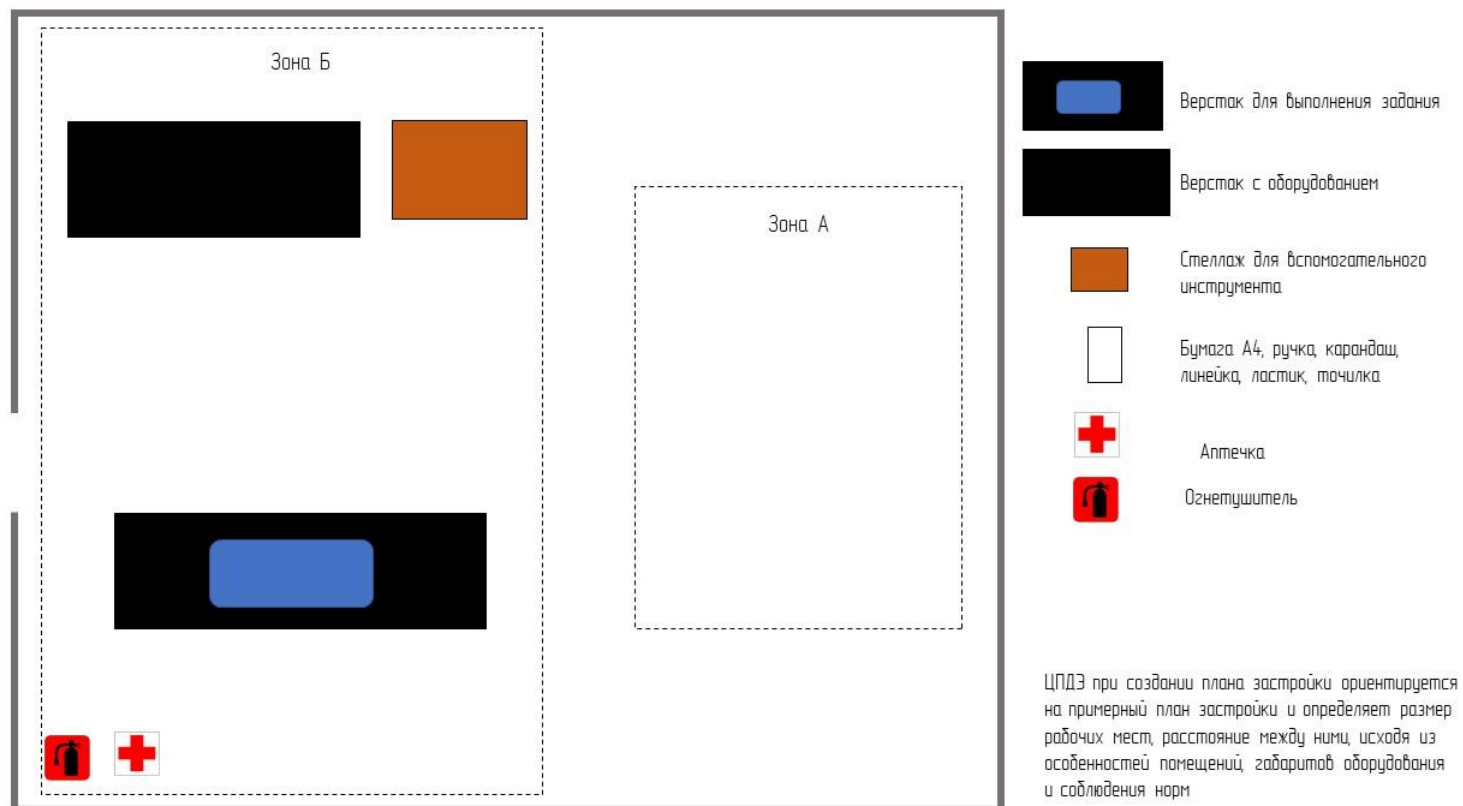 Зона Б
Зона А
Верстак для выполнения задания
Верстак с оборудованием
Стеллаж для вспомогательного
инструмента
Бумага А4, ручка, карандаш,
линейка, ластик, точилка
Аптечка
Огнетушитель
ЦПДЭ при создании плана застройки ориентируется
на примерный план застройки и определяет размер
рабочих мест, расстояние между ними, исходя из
особенностей помещений, габаритов оборудования
и соблюдения норм